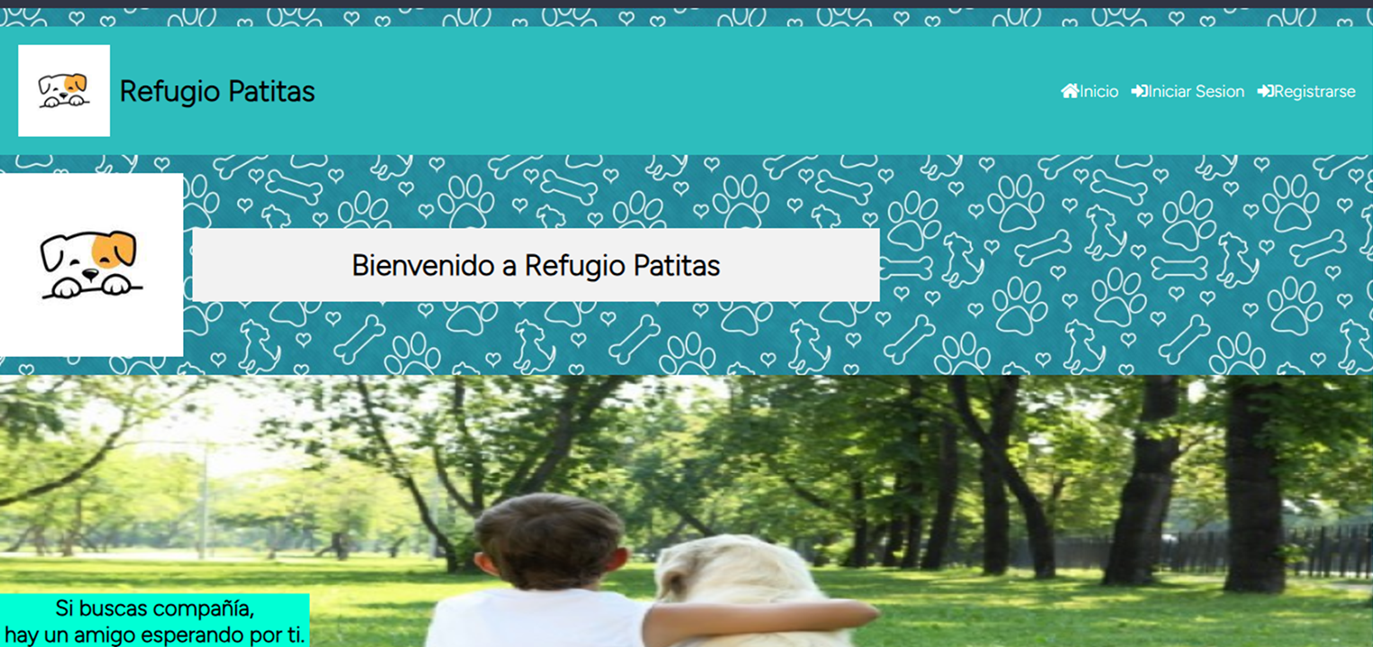 Refugio Patitas
Inicio Iniciar Sesion Registrarse
Bienvenido a Refugio Patitas
Si buscas compañía,
hay un amigo esperando por ti.